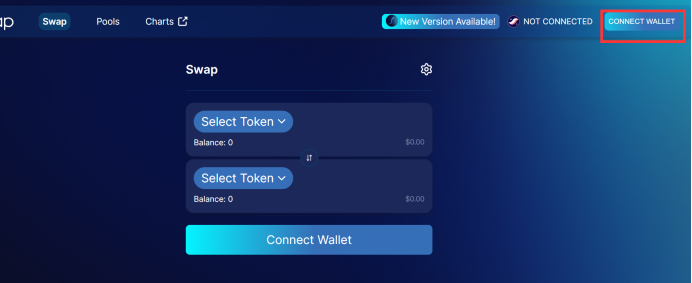 Swap
Pools
Charts
New Version Available!
NOT CONNECTED
CONNECT WALLET
Swap
Select Token
Balance: 0
$0.00
Select Token
Balance: 0
$0.00
Connect Wallet